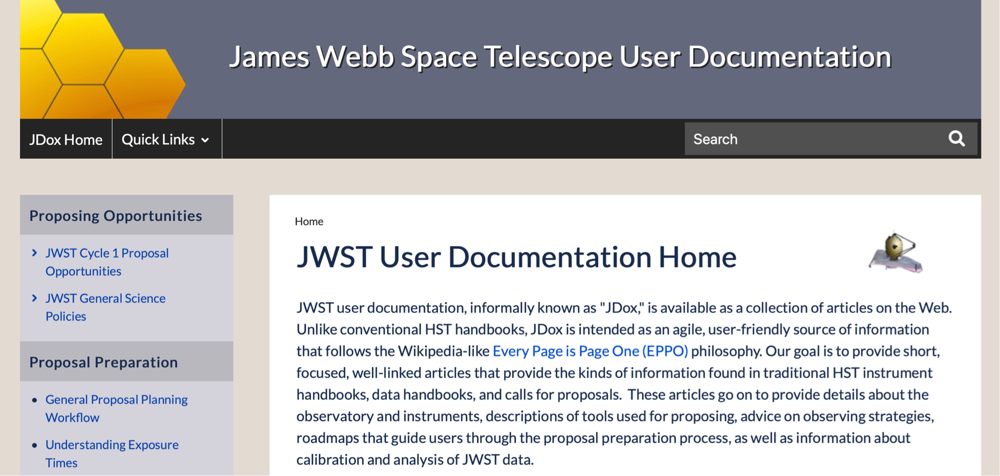 James Webb Space Telescope User Documentation
JDox Home
Quick Links
Search
Proposing Opportunities
JWST Cycle 1 Proposal
Opportunities
JWST General Science
Policies
Proposal Preparation
General Proposal Planning
Workflow
Understanding Exposure
Times
Home
JWST User Documentation Home
JWST user documentation, informally known as "JDox," is available as a collection of articles on the Web.
Unlike conventional HST handbooks, JDox is intended as an agile, user-friendly source of information
that follows the Wikipedia-like Every Page is Page One (EPPO) philosophy. Our goal is to provide short,
focused, well-linked articles that provide the kinds of information found in traditional HST instrument
handbooks, data handbooks, and calls for proposals.  These articles go on to provide details about the
observatory and instruments, descriptions of tools used for proposing, advice on observing strategies,
roadmaps that guide users through the proposal preparation process, as well as information about
calibration and analysis of JWST data.